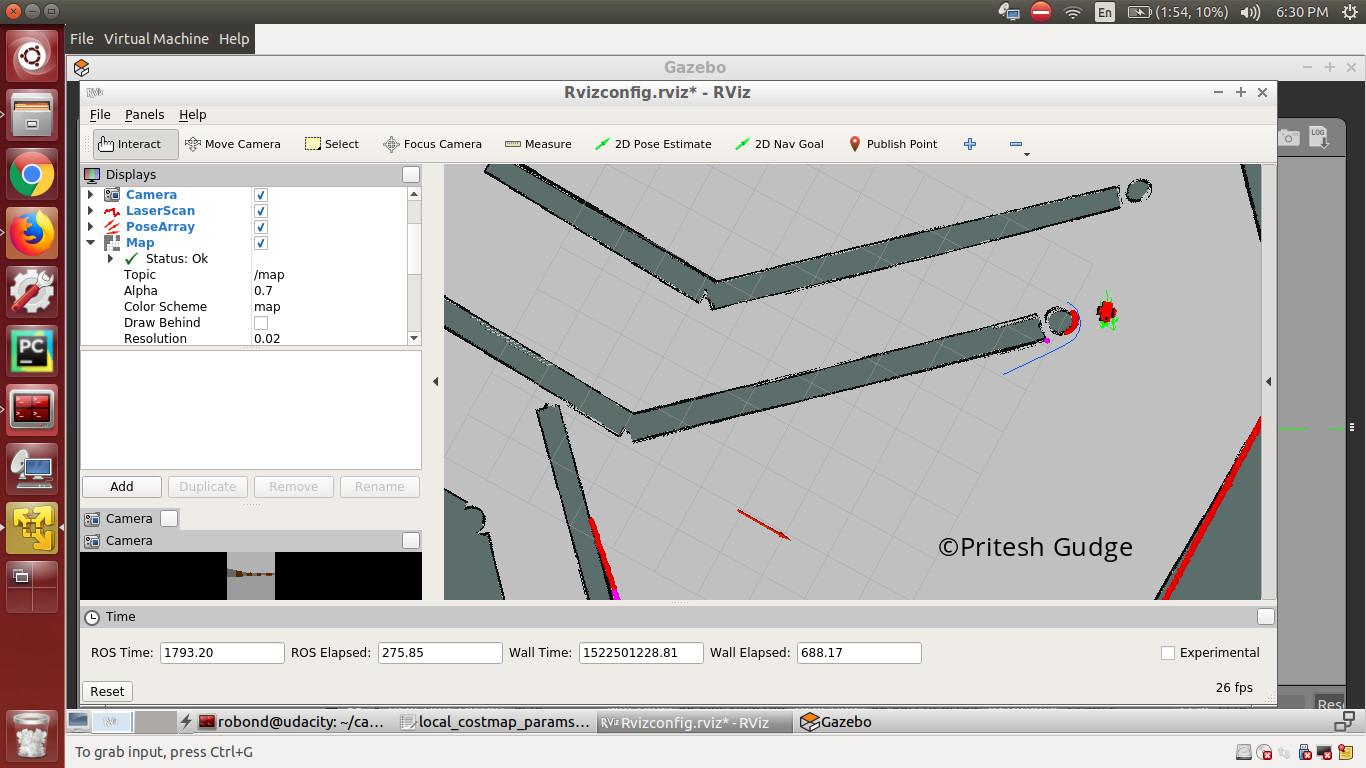 En (1:54, 10%) 6:30 PM
File Virtual Machine Help
Gazebo
RViz Rvizconfig.rviz* - RViz
File Panels Help
LOG
Interact Move Camera Select Focus Camera Measure 2D Pose Estimate 2D Nav Goal Publish Point
Displays
Camera
LaserScan
PoseArray
Map
Status: Ok
Topic /map
Alpha 0.7
Color Scheme map
Draw Behind
Resolution 0.02
PC
Add Duplicate Remove Rename
Camera
Camera
©Pritesh Gudge
Time
ROS Time: 1793.20 ROS Elapsed: 275.85 Wall Time: 1522501228.81 Wall Elapsed: 688.17 Experimental
Reset 26 fps
RViz robond@udacity: ~/ca... local_costmap_params... RViz Rvizconfig.rviz* - RViz Gazebo
To grab input, press Ctrl+G